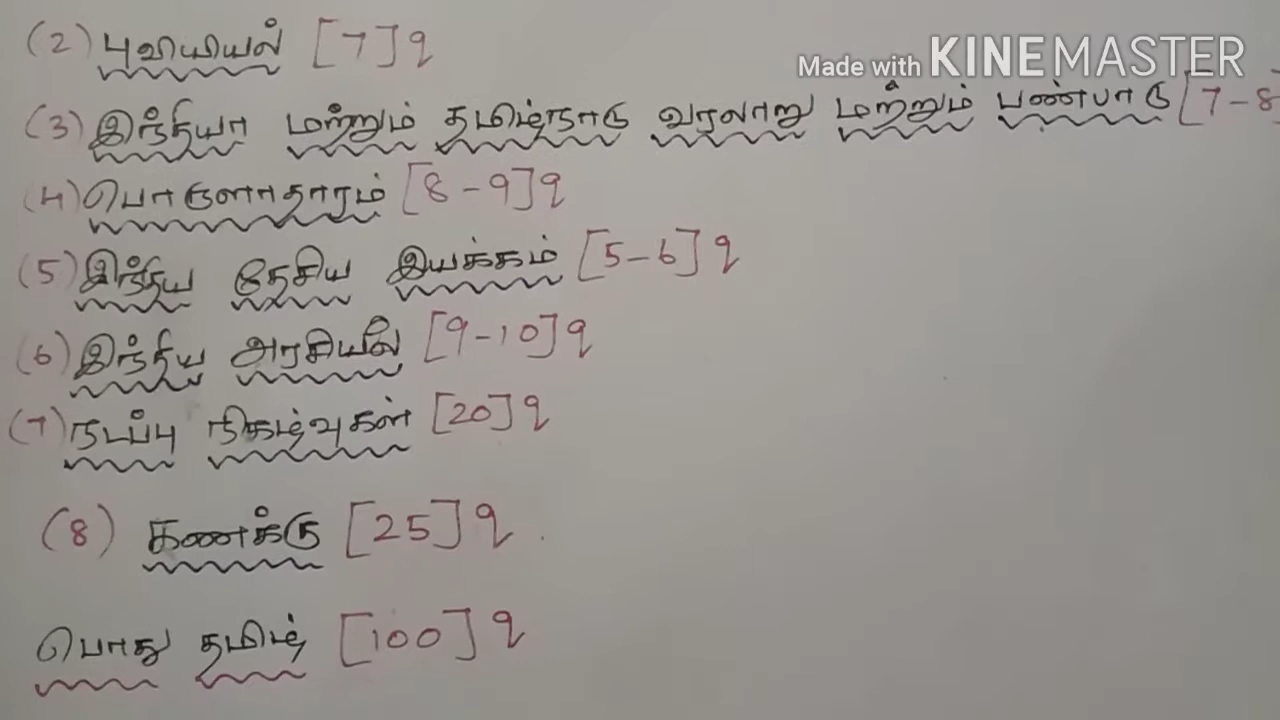 (2) புவியியல் [7] q
Made with KINEMASTER
(3) இந்தியா மற்றும் தமிழ்நாடு வரலாறு மற்றும் பண்பாடு [7-8]
(4) பொருளாதாரம் [8-9] q
(5) இந்திய தேசிய இயக்கம் [5-6] q
(6) இந்திய அரசியல் [9-10] q
(7) நடப்பு நிகழ்வுகள் [20] q
(8) கணக்கு [25] q
பொது தமிழ் [100] q